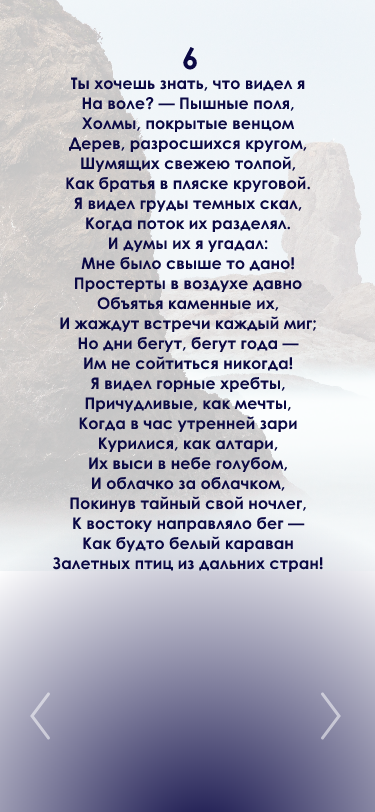 6
Ты хочешь знать, что видел я
На воле? — Пышные поля,
Холмы, покрытые венцом
Дерев, разросшихся кругом,
Шумящих свежею толпой,
Как братья в пляске круговой.
Я видел груды темных скал,
Когда поток их разделял.
И думы их я угадал:
Мне было свыше то дано!
Простерты в воздухе давно
Объятья каменные их,
И жаждут встречи каждый миг;
Но дни бегут, бегут года —
Им не сойтиться никогда!
Я видел горные хребты,
Причудливые, как мечты,
Когда в час утренней зари
Курилися, как алтари,
Их выси в небе голубом,
И облачко за облачком,
Покинув тайный свой ночлег,
К востоку направляло бег —
Как будто белый караван
Залетных птиц из дальних стран!